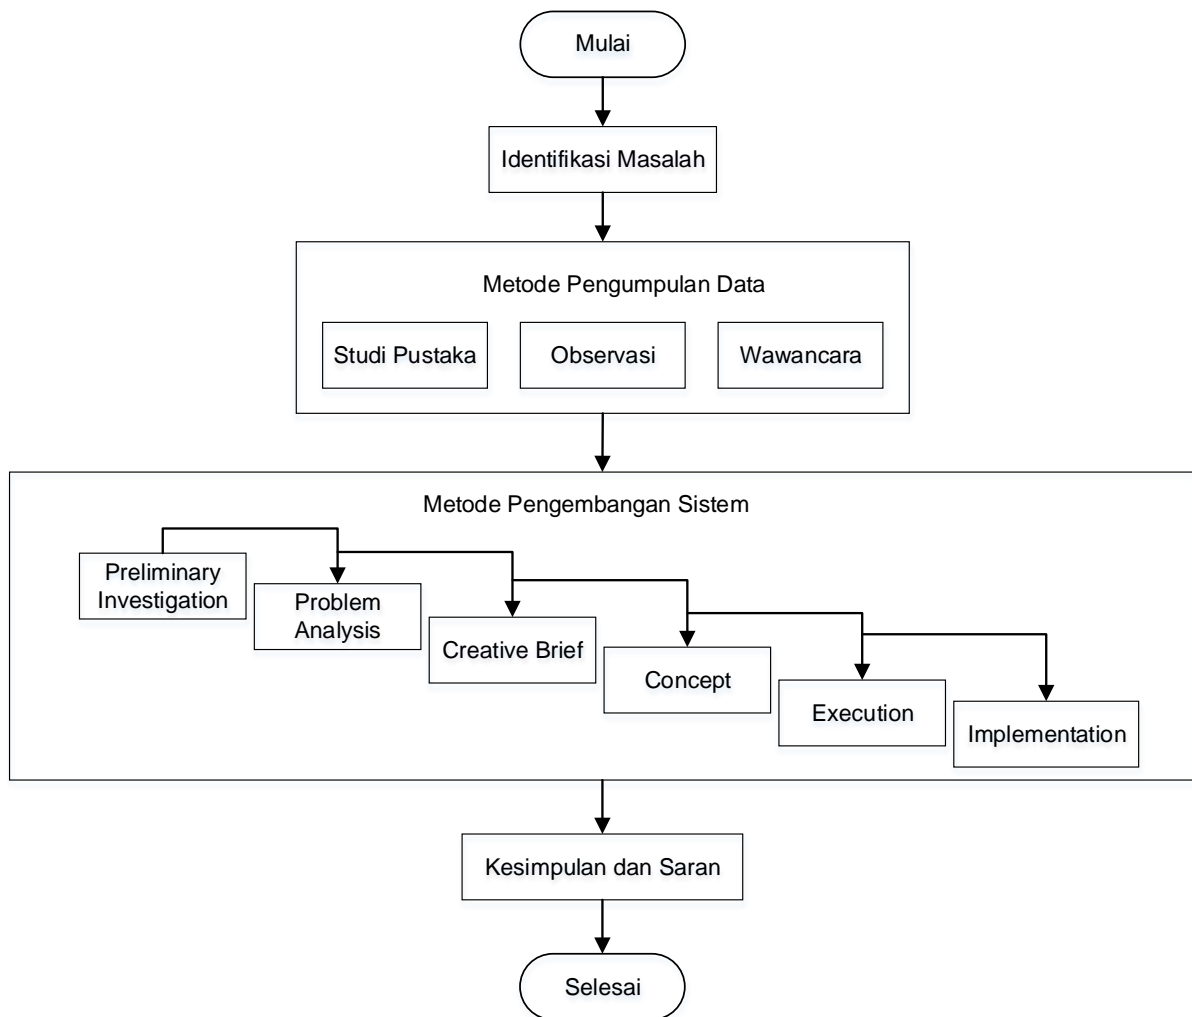 Mulai
Identifikasi Masalah
Metode Pengumpulan Data
Studi Pustaka
Observasi
Wawancara
Metode Pengembangan Sistem
Preliminary
Investigation
Problem
Analysis
Creative Brief
Concept
Execution
Implementation
Kesimpulan dan Saran
Selesai